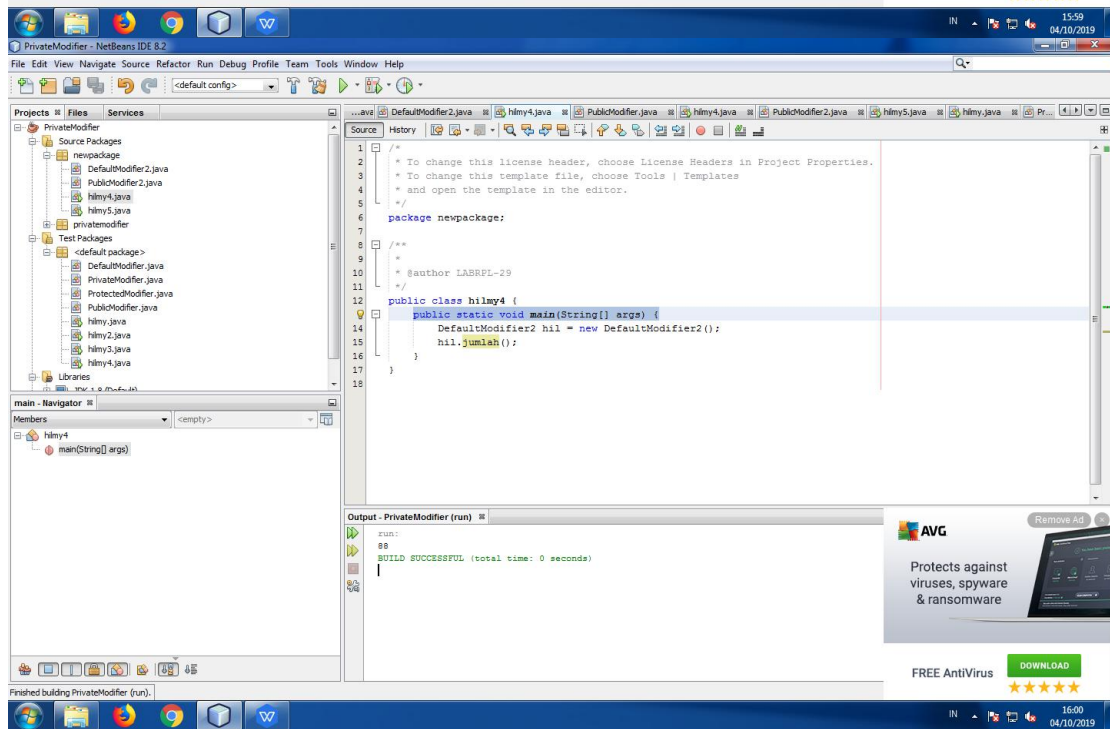 IN 15:59
04/10/2019
PrivateModifier - NetBeans IDE 8.2
File Edit View Navigate Source Refactor Run Debug Profile Team Tools Window Help
<default config>
Projects Files Services
PrivateModifier
Source Packages
newpackage
DefaultModifier2.java
PublicModifier2.java
hilmy4.java
hilmy5.java
privatemodifier
Test Packages
<default package>
DefaultModifier.java
PrivateModifier.java
ProtectedModifier.java
PublicModifier.java
hilmy.java
hilmy2.java
hilmy3.java
hilmy4.java
Libraries
JDK 1.8 (Default)
main - Navigator
Members <empty>
hilmy4
main(String[] args)
...ava DefaultModifier2.java hilmy4.java PublicModifier.java hilmy4.java PublicModifier2.java hilmy5.java hilmy.java Pr...
Source History
1 /*
2 * To change this license header, choose License Headers in Project Properties.
3 * To change this template file, choose Tools | Templates
4 * and open the template in the editor.
5 */
6 package newpackage;
7
8 /**
9 *
10 * @author LABRPL-29
11 */
12 public class hilmy4 {
public static void main(String[] args) {
14 DefaultModifier2 hil = new DefaultModifier2();
15 hil.jumlah();
16 }
17 }
18
Output - PrivateModifier (run)
run:
88
BUILD SUCCESSFUL (total time: 0 seconds)
Remove Ad
AVG
Protects against
viruses, spyware
& ransomware
FREE AntiVirus DOWNLOAD
Finished building PrivateModifier (run).
IN 16:00
04/10/2019